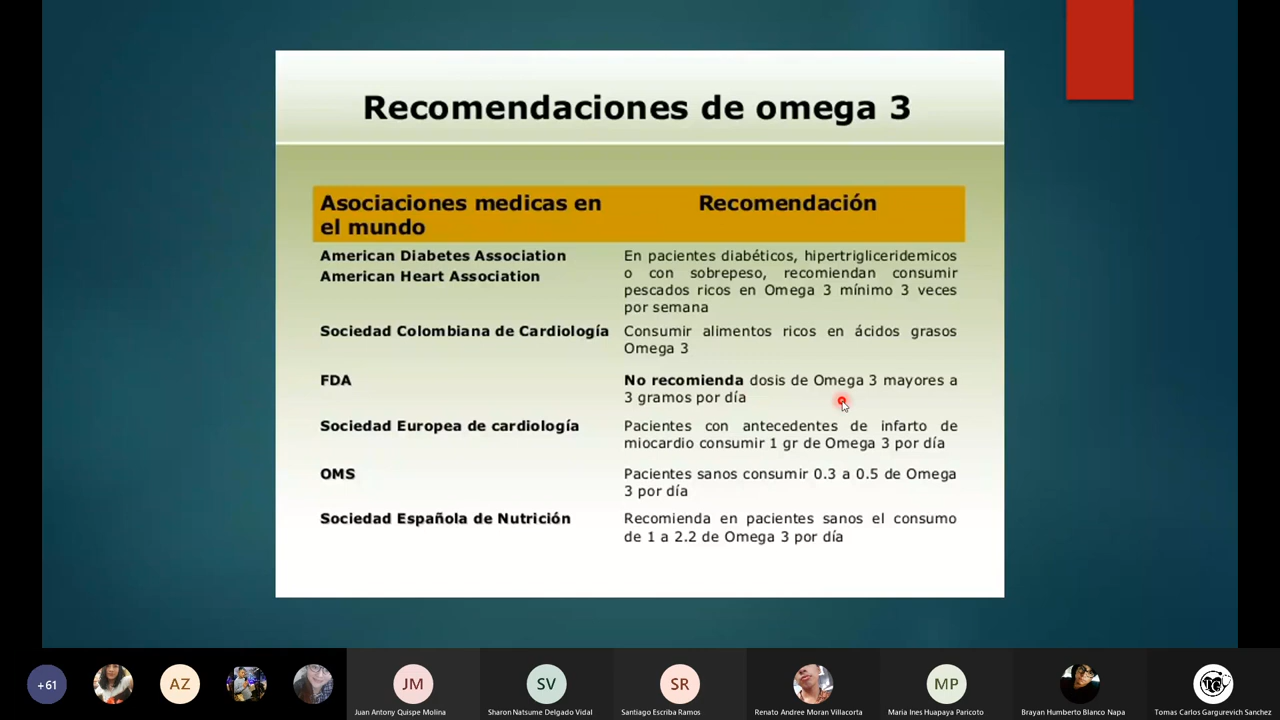 Recomendaciones de omega 3
Asociaciones medicas en
el mundo
Recomendación
American Diabetes Association
American Heart Association
En pacientes diabéticos, hipertrigliceridemicos
o con sobrepeso, recomiendan consumir
pescados ricos en Omega 3 mínimo 3 veces
por semana
Sociedad Colombiana de Cardiología
Consumir alimentos ricos en ácidos grasos
Omega 3
FDA
No recomienda dosis de Omega 3 mayores a
3 gramos por día
Sociedad Europea de cardiología
Pacientes con antecedentes de infarto de
miocardio consumir 1 gr de Omega 3 por día
OMS
Pacientes sanos consumir 0.3 a 0.5 de Omega
3 por día
Sociedad Española de Nutrición
Recomienda en pacientes sanos el consumo
de 1 a 2.2 de Omega 3 por día
+61
AZ
JM
SV
SR
MP
Juan Antony Quispe Molina
Sharon Natsume Delgado Vidal
Santiago Escriba Ramos
Renato Andree Moran Villacorta
Maria Ines Huapaya Paricoto
Brayan Humberto Blanco Napa
Tomas Carlos Gargurevich Sanchez